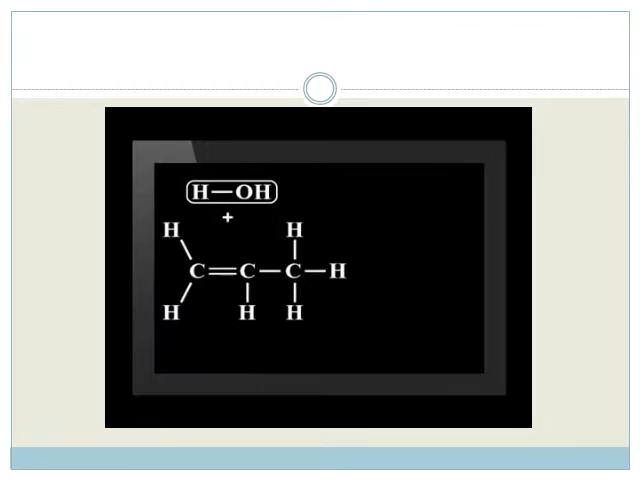 H—OH
+
H H
C=C—C—H
H H H